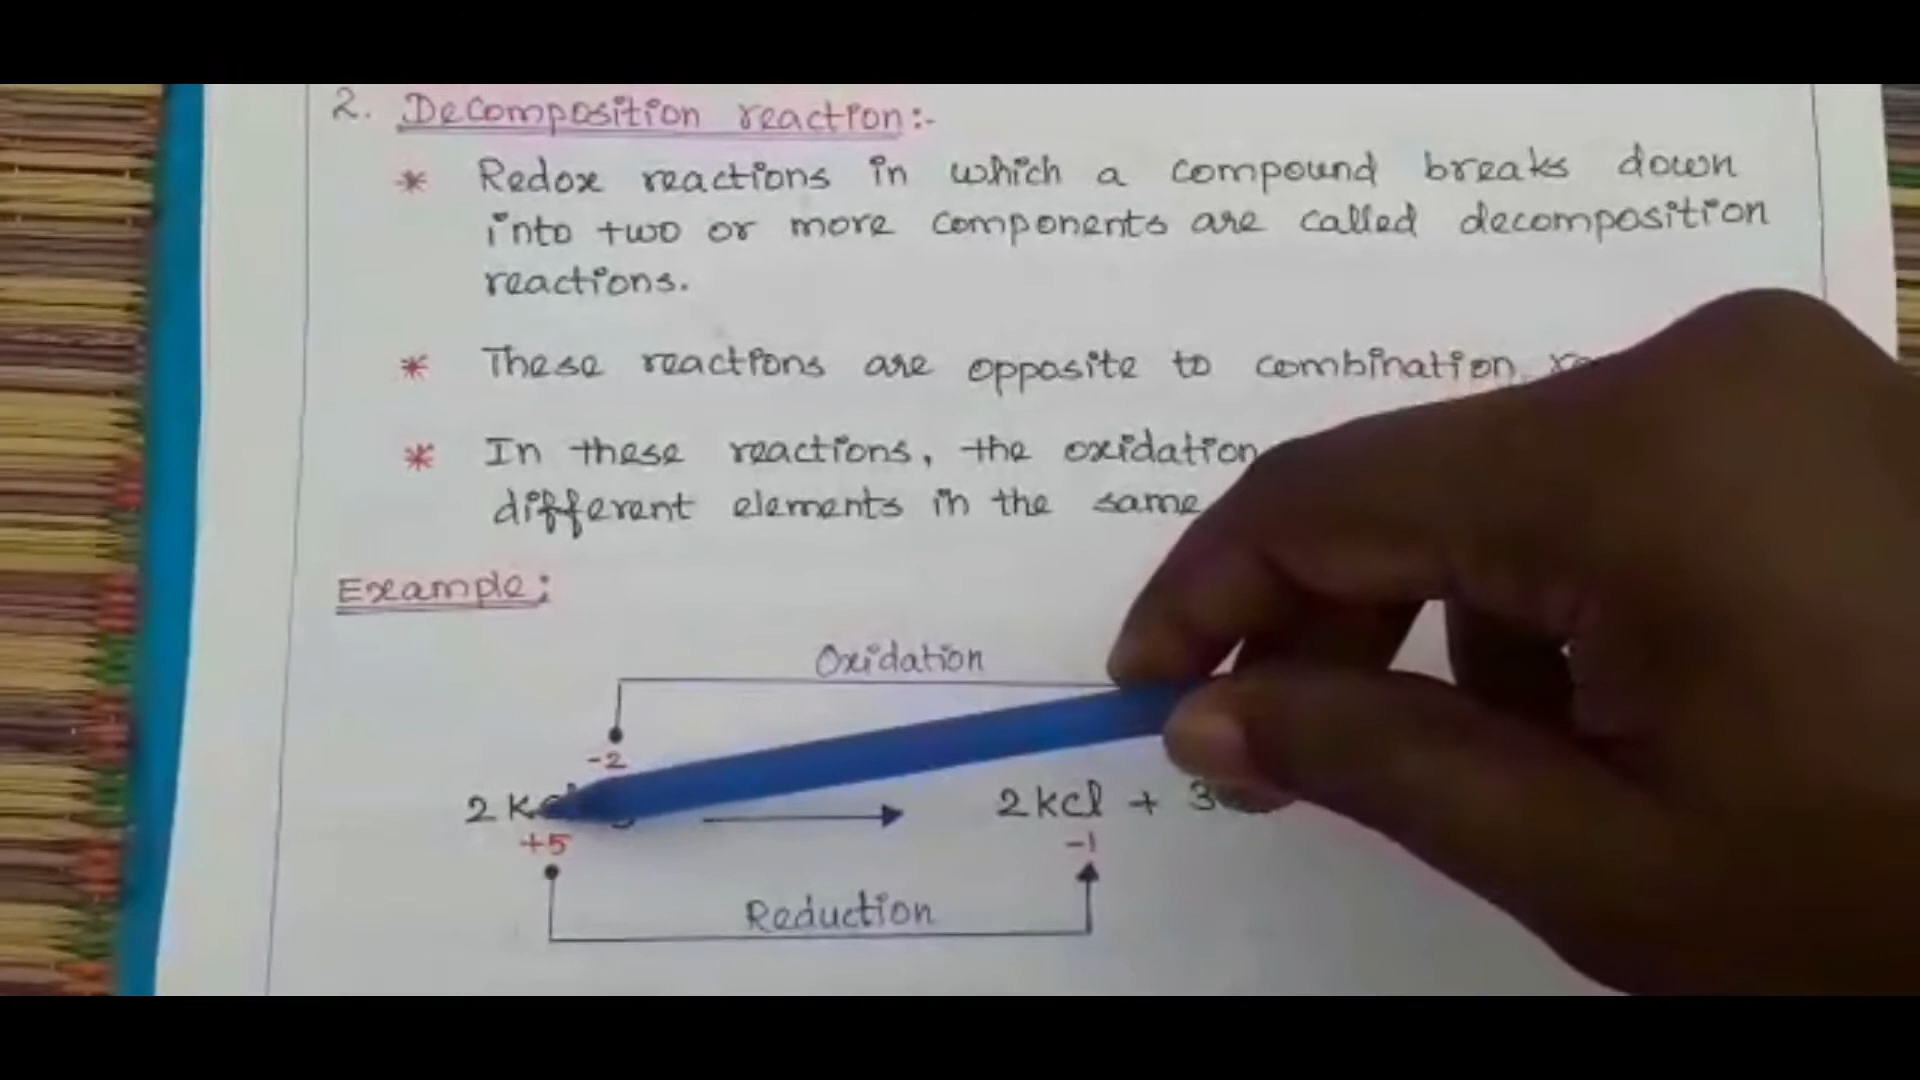 2. Decomposition reaction:-
* Redox reactions in which a compound breaks down
into two or more components are called decomposition
reactions.
* These reactions are opposite to combination
* In these reactions, the oxidation
different elements in the same
Example:
Oxidation
-2
2 K
2 KCl + 3
+5
-1
Reduction